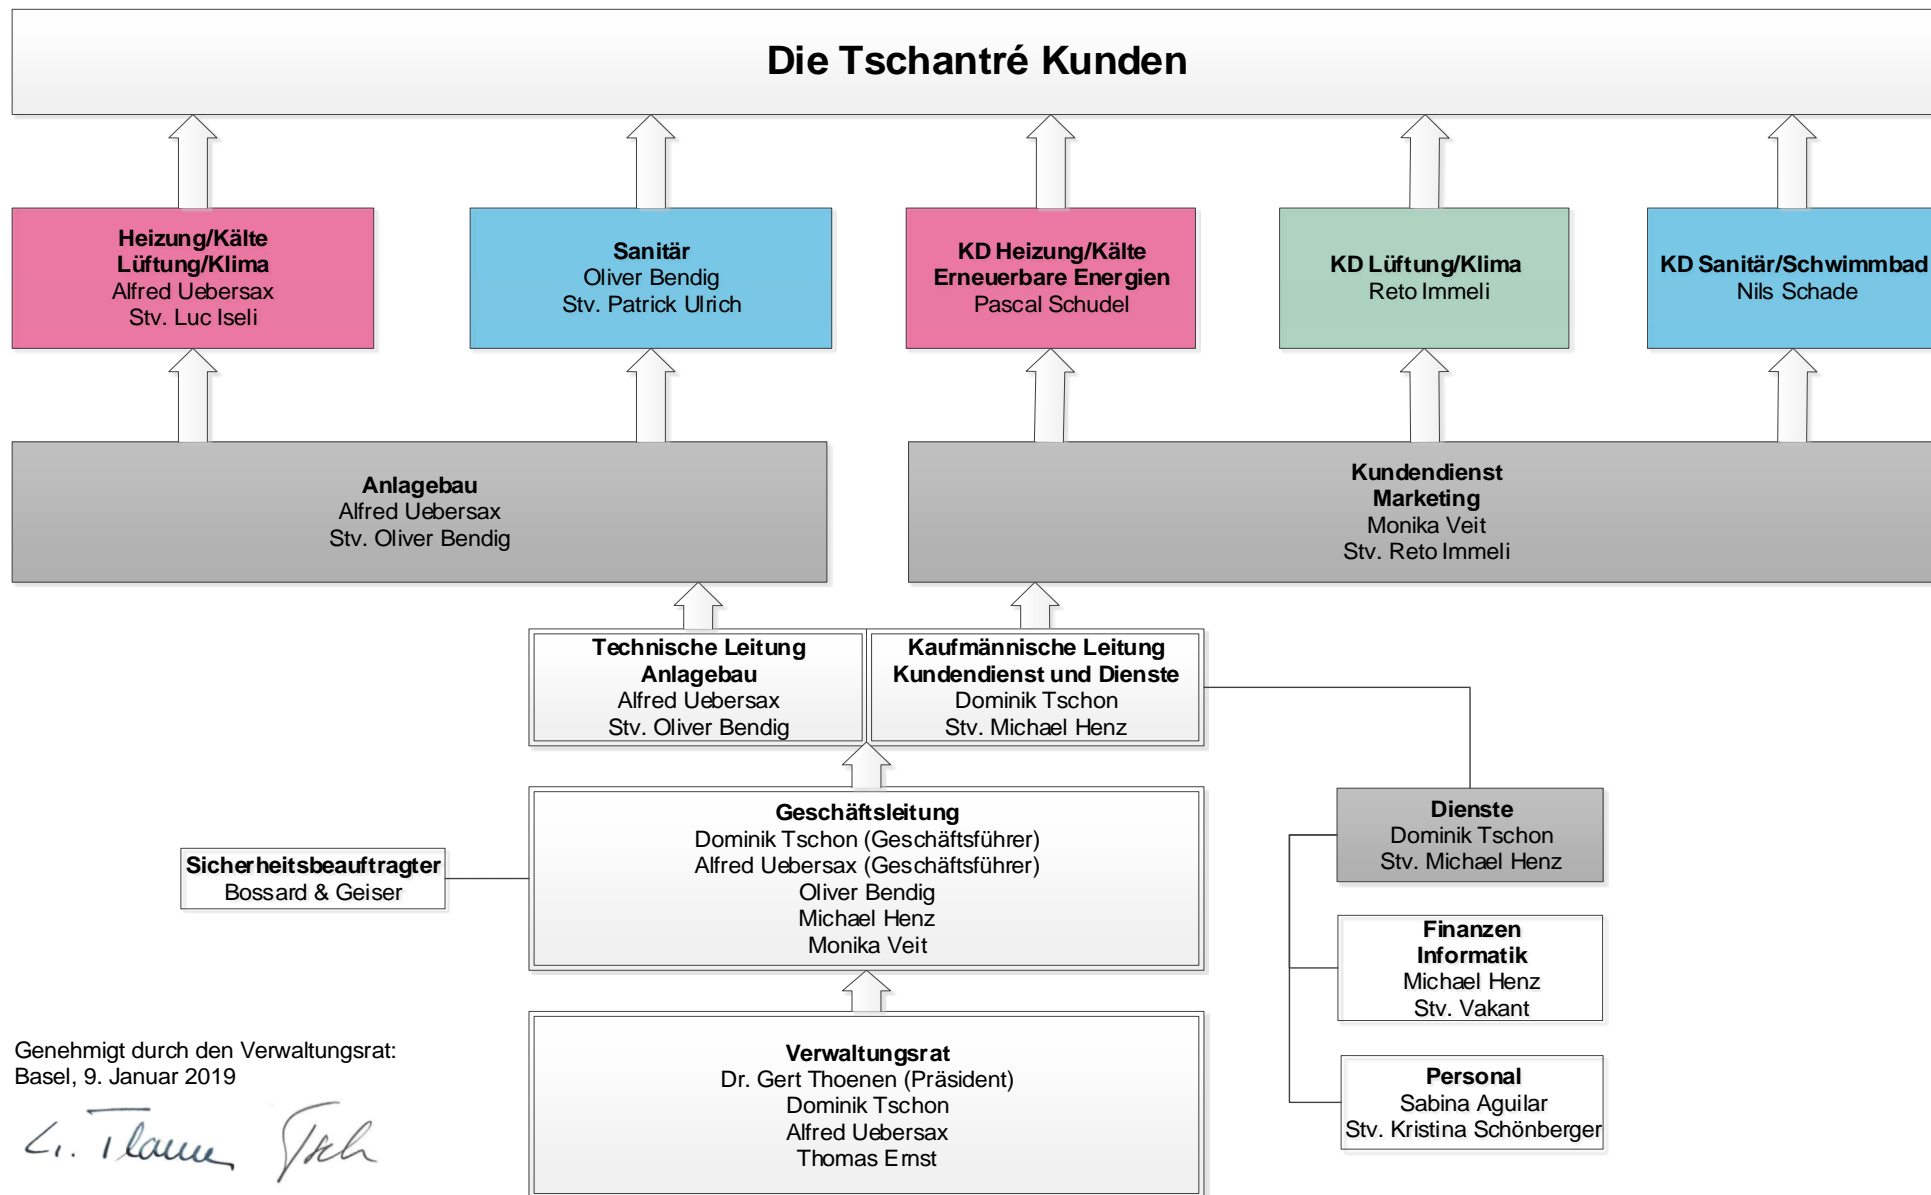 Die Tschantré Kunden
Heizung/Kälte
Lüftung/Klima
Alfred Uebersax
Stv. Luc Iseli
Sanitär
Oliver Bendig
Stv. Patrick Ulrich
KD Heizung/Kälte
Erneuerbare Energien
Pascal Schudel
KD Lüftung/Klima
Reto Immeli
KD Sanitär/Schwimmbad
Nils Schade
Anlagebau
Alfred Uebersax
Stv. Oliver Bendig
Kundendienst
Marketing
Monika Veit
Stv. Reto Immeli
Technische Leitung
Anlagebau
Alfred Uebersax
Stv. Oliver Bendig
Kaufmännische Leitung
Kundendienst und Dienste
Dominik Tschon
Stv. Michael Henz
Geschäftsleitung
Dominik Tschon (Geschäftsführer)
Alfred Uebersax (Geschäftsführer)
Oliver Bendig
Michael Henz
Monika Veit
Sicherheitsbeauftragter
Bossard & Geiser
Dienste
Dominik Tschon
Stv. Michael Henz
Finanzen
Informatik
Michael Henz
Stv. Vakant
Personal
Sabina Aguilar
Stv. Kristina Schönberger
Verwaltungsrat
Dr. Gert Thoenen (Präsident)
Dominik Tschon
Alfred Uebersax
Thomas Ernst
Genehmigt durch den Verwaltungsrat:
Basel, 9. Januar 2019